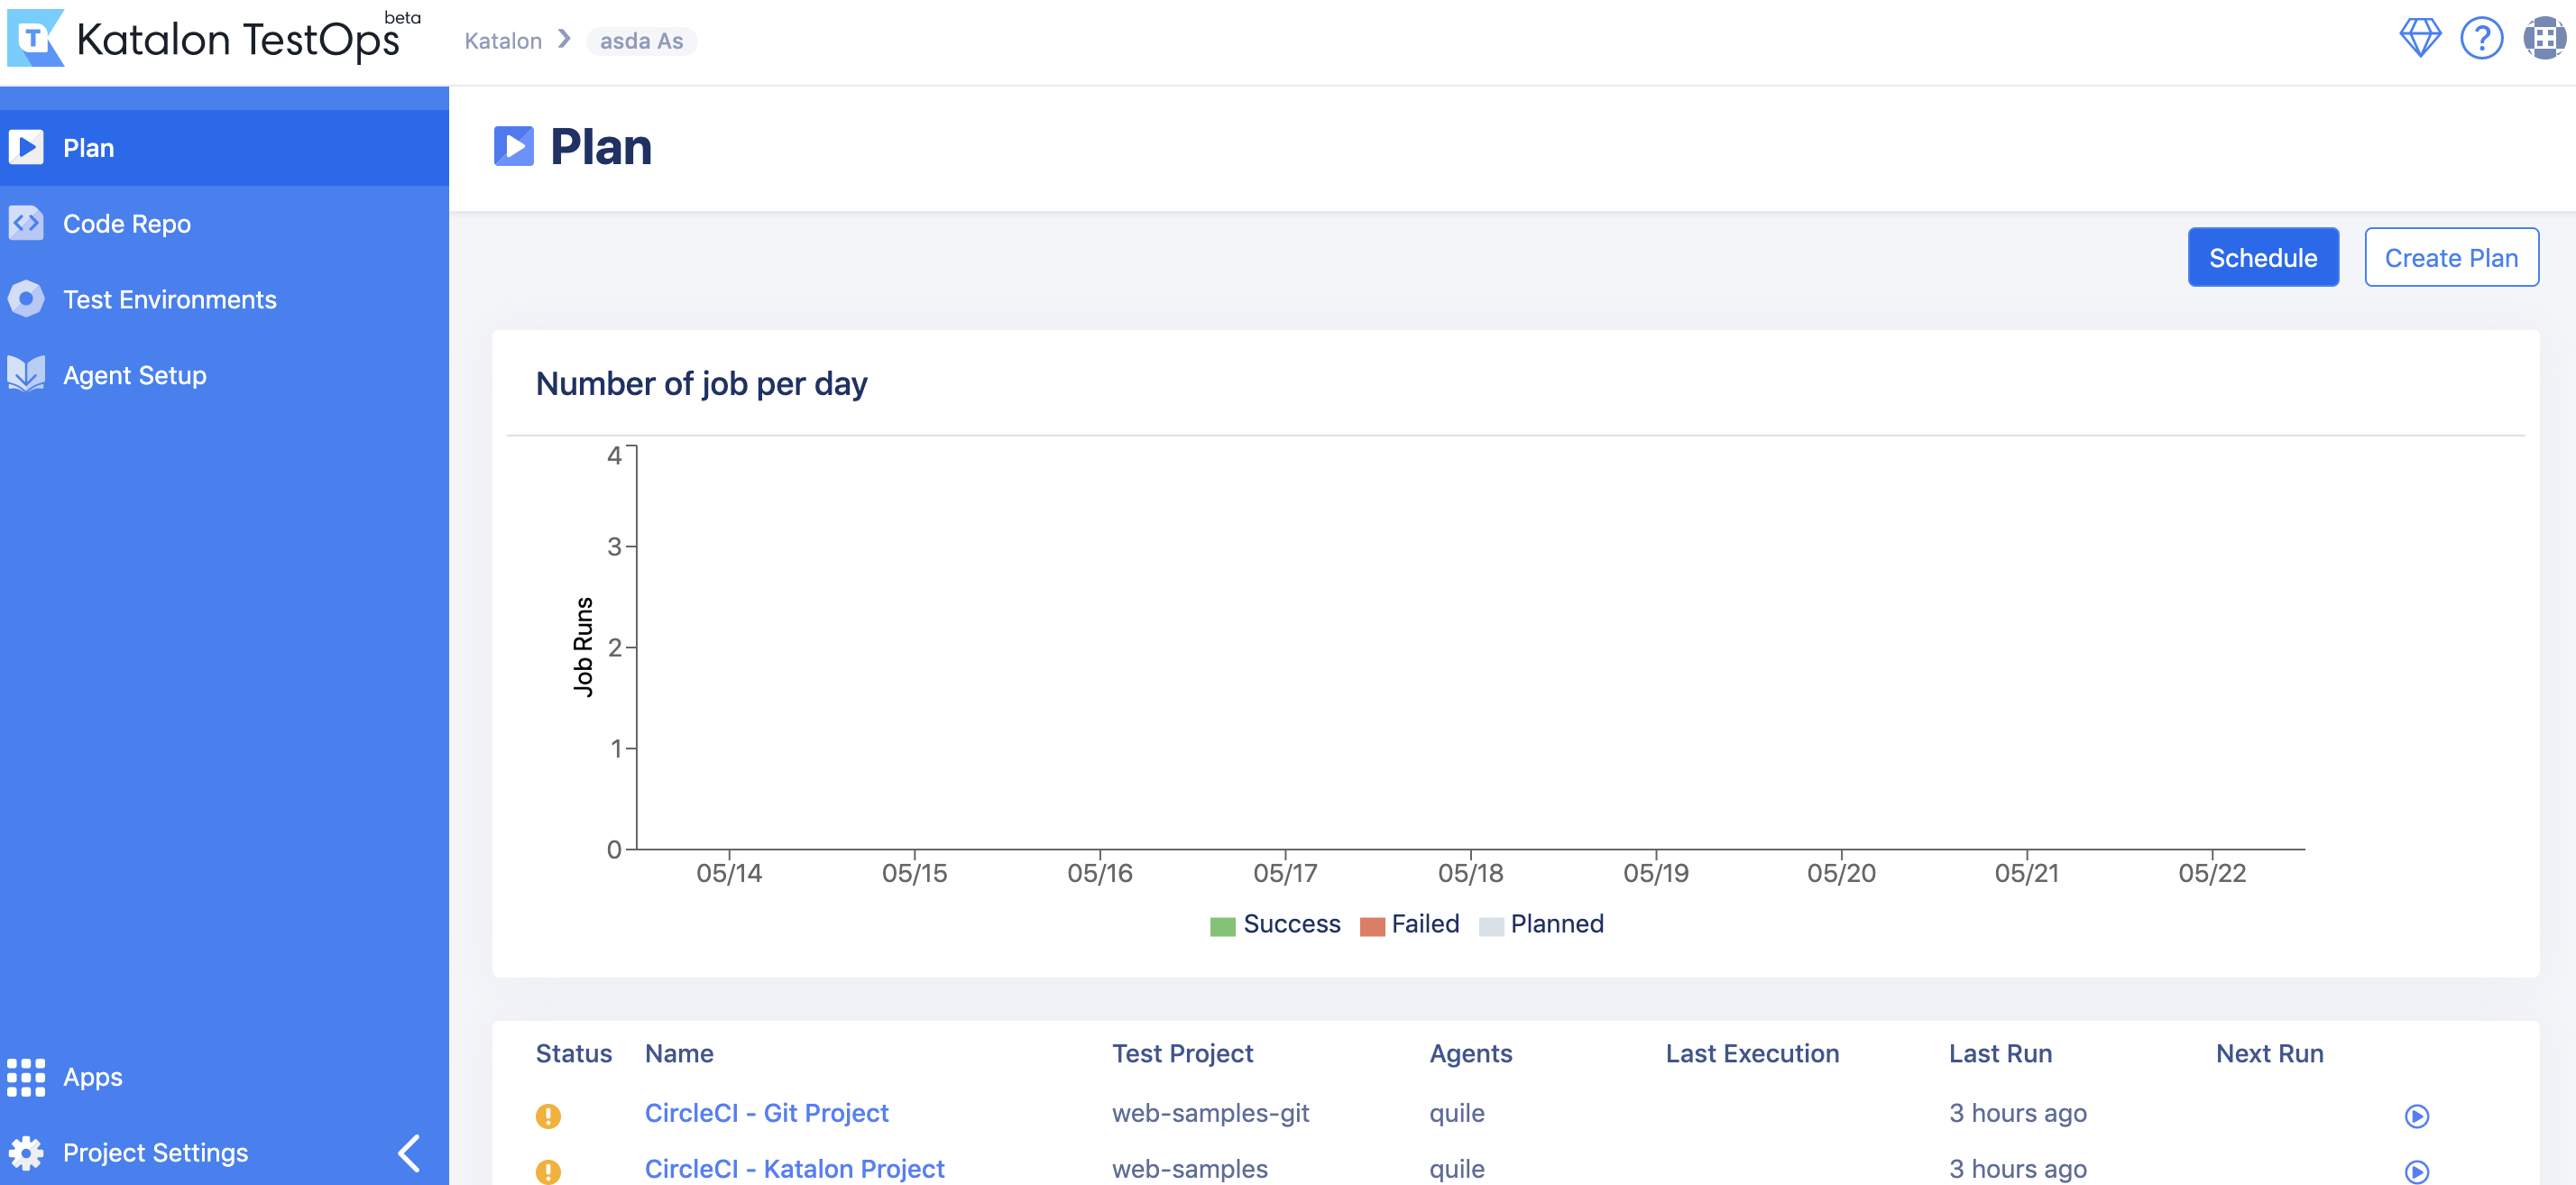 Katalon TestOps beta
Katalon asda As
Plan
Code Repo
Test Environments
Agent Setup
Apps
Project Settings
Plan
Schedule Create Plan
Number of job per day
4
3
2
1
0
Job Runs
05/14 05/15 05/16 05/17 05/18 05/19 05/20 05/21 05/22
Success Failed Planned
Status Name Test Project Agents Last Execution Last Run Next Run
CircleCI - Git Project web-samples-git quile 3 hours ago
CircleCI - Katalon Project web-samples quile 3 hours ago